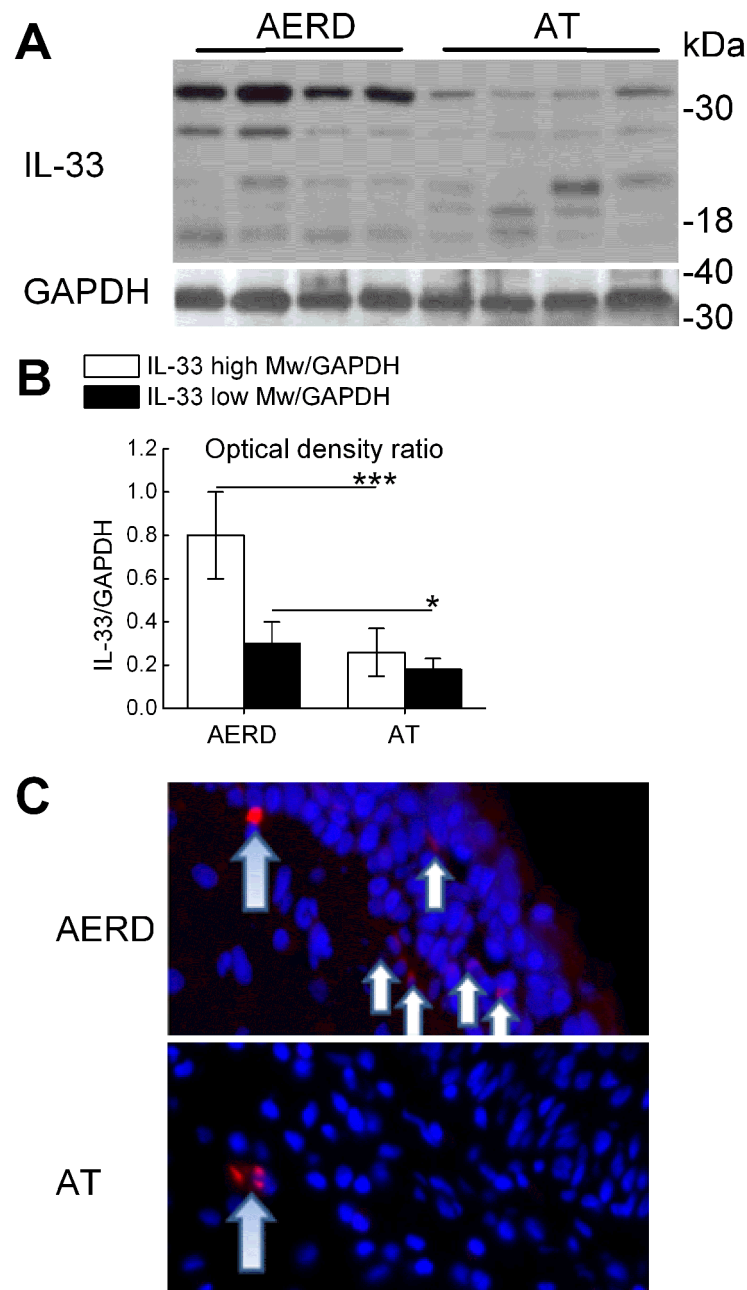 A
AERD AT kDa
IL-33
-30
-18
GAPDH
-40
-30
B
IL-33 high Mw/GAPDH
IL-33 low Mw/GAPDH
Optical density ratio
IL-33/GAPDH
1.2
1.0
0.8
0.6
0.4
0.2
0.0
***
*
AERD AT
C
AERD
AT